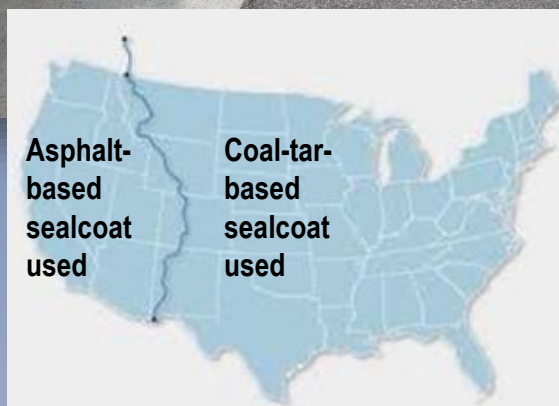 Asphalt-
based
sealcoat
used
Coal-tar-
based
sealcoat
used